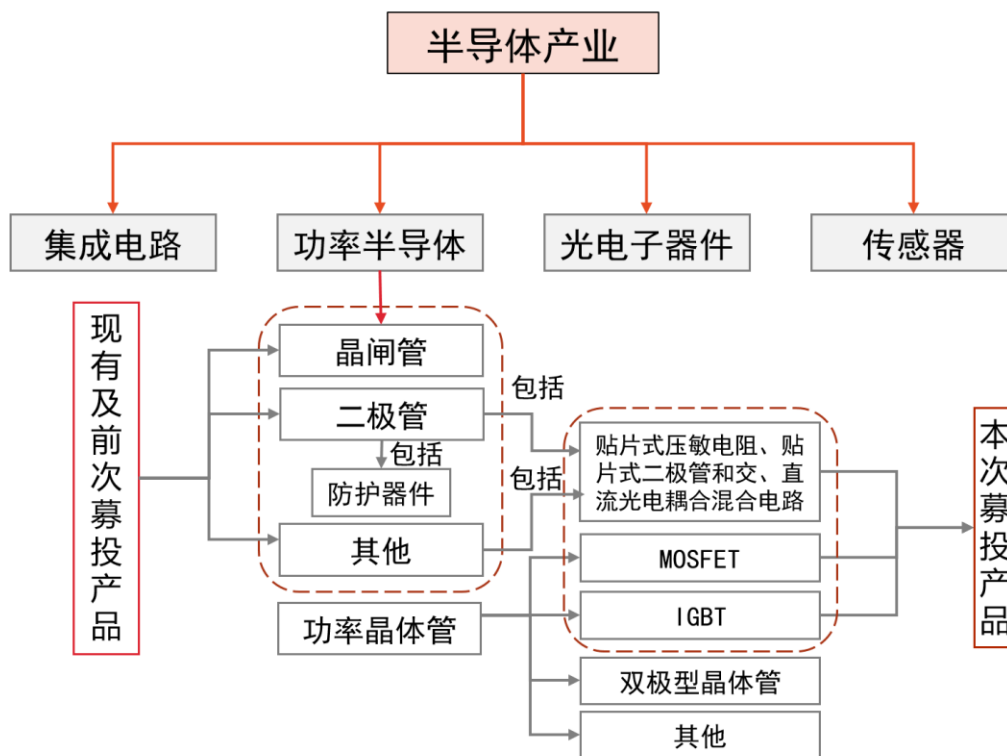 半导体产业
集成电路
功率半导体
光电子器件
传感器
现有及前次募投产品
晶闸管
二极管
包括
防护器件
其他
包括
包括
贴片式压敏电阻、贴
片式二极管和交、直
流光电耦合混合电路
MOSFET
IGBT
功率晶体管
双极型晶体管
其他
本次募投产品